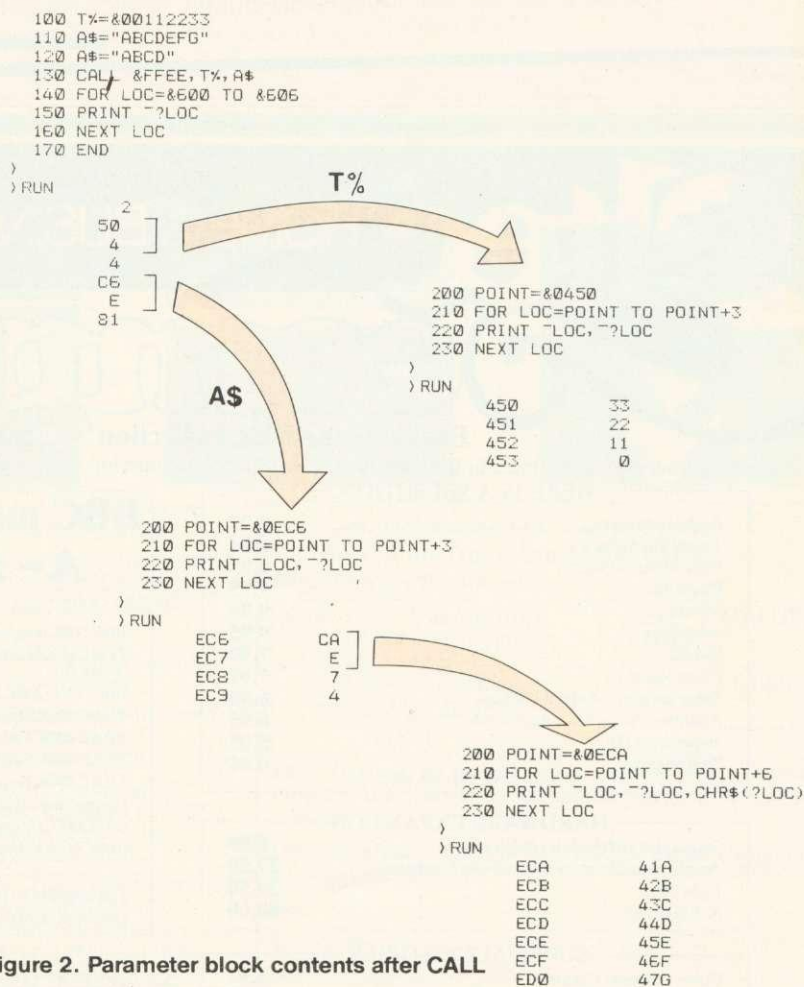 100 T%=&00112233
110 A$="ABCDEFG"
120 A$="ABCD"
130 CALL &FFEE,T%,A$
140 FOR LOC=&600 TO &606
150 PRINT ~?LOC
160 NEXT LOC
170 END
>
>RUN
2
50
4
4
C6
E
81
T%
200 POINT=&0450
210 FOR LOC=POINT TO POINT+3
220 PRINT ~LOC,~?LOC
230 NEXT LOC
>
>RUN
450 33
451 22
452 11
453 0
A$
200 POINT=&0EC6
210 FOR LOC=POINT TO POINT+3
220 PRINT ~LOC,~?LOC
230 NEXT LOC
>
>RUN
EC6 CA
EC7 E
EC8 7
EC9 4
200 POINT=&0ECA
210 FOR LOC=POINT TO POINT+6
220 PRINT ~LOC,~?LOC,CHR$(?LOC)
230 NEXT LOC
>
>RUN
ECA 41A
ECB 42B
ECC 43C
ECD 44D
ECE 45E
ECF 46F
ED0 47G
igure 2. Parameter block contents after CALL